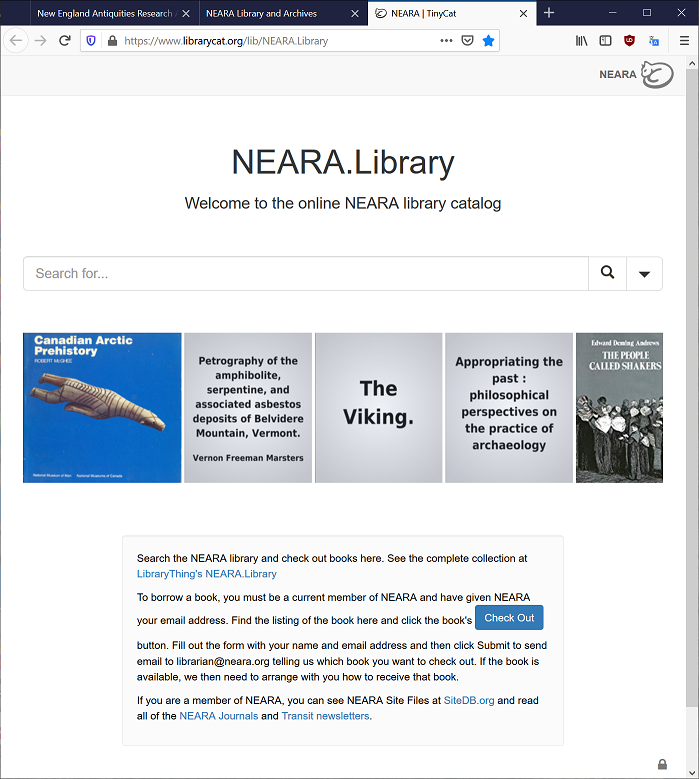 New England Antiquities Research
NEARA Library and Archives
NEARA | TinyCat
https://www.librarycat.org/lib/NEARA.Library
NEARA
NEARA.Library
Welcome to the online NEARA library catalog
Search for...
Canadian Arctic
Prehistory
ROBERT McGHEE
National Museum of Man National Museums of Canada
Petrography of the
amphibolite,
serpentine, and
associated asbestos
deposits of Belvidere
Mountain, Vermont.
Vernon Freeman Marsters
The
Viking.
Appropriating the
past :
philosophical
perspectives on
the practice of
archaeology
Edward Deming Andrews
THE PEOPLE
CALLED SHAKERS
Search the NEARA library and check out books here. See the complete collection at
LibraryThing's NEARA.Library
To borrow a book, you must be a current member of NEARA and have given NEARA
your email address. Find the listing of the book here and click the book's Check Out
button. Fill out the form with your name and email address and then click Submit to send
email to librarian@neara.org telling us which book you want to check out. If the book is
available, we then need to arrange with you how to receive that book.
If you are a member of NEARA, you can see NEARA Site Files at SiteDB.org and read
all of the NEARA Journals and Transit newsletters.